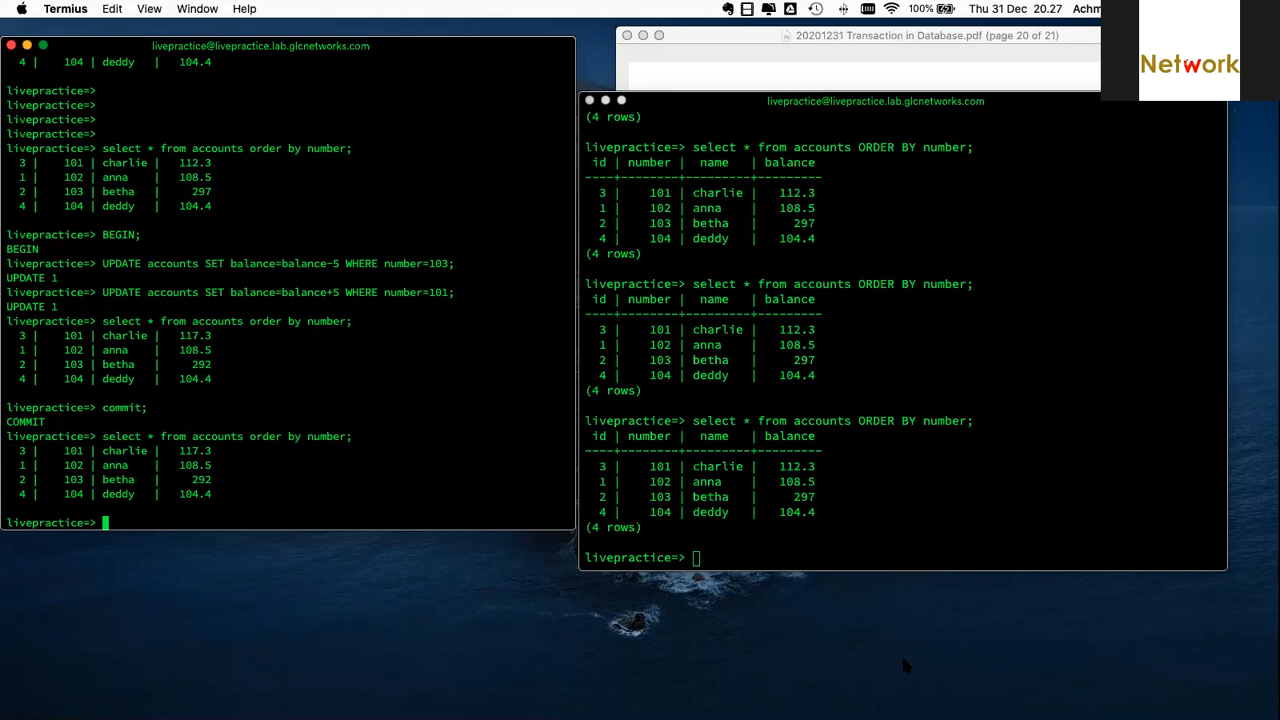 Termius Edit View Window Help 100% Thu 31 Dec 20.27 Achm
Network
livepractice@livepractice.lab.glcnetworks.com
4 | 104 | deddy | 104.4
livepractice=>
livepractice=>
livepractice=>
livepractice=>
livepractice=> select * from accounts order by number;
3 | 101 | charlie | 112.3
1 | 102 | anna | 108.5
2 | 103 | betha | 297
4 | 104 | deddy | 104.4
livepractice=> BEGIN;
BEGIN
livepractice=> UPDATE accounts SET balance=balance-5 WHERE number=103;
UPDATE 1
livepractice=> UPDATE accounts SET balance=balance+5 WHERE number=101;
UPDATE 1
livepractice=> select * from accounts order by number;
3 | 101 | charlie | 117.3
1 | 102 | anna | 108.5
2 | 103 | betha | 292
4 | 104 | deddy | 104.4
livepractice=> commit;
COMMIT
livepractice=> select * from accounts order by number;
3 | 101 | charlie | 117.3
1 | 102 | anna | 108.5
2 | 103 | betha | 292
4 | 104 | deddy | 104.4
livepractice=>
20201231 Transaction in Database.pdf (page 20 of 21)
livepractice@livepractice.lab.glcnetworks.com
(4 rows)
livepractice=> select * from accounts ORDER BY number;
id | number | name | balance
----+--------+---------+---------
3 | 101 | charlie | 112.3
1 | 102 | anna | 108.5
2 | 103 | betha | 297
4 | 104 | deddy | 104.4
(4 rows)
livepractice=> select * from accounts ORDER BY number;
id | number | name | balance
----+--------+---------+---------
3 | 101 | charlie | 112.3
1 | 102 | anna | 108.5
2 | 103 | betha | 297
4 | 104 | deddy | 104.4
(4 rows)
livepractice=> select * from accounts ORDER BY number;
id | number | name | balance
----+--------+---------+---------
3 | 101 | charlie | 112.3
1 | 102 | anna | 108.5
2 | 103 | betha | 297
4 | 104 | deddy | 104.4
(4 rows)
livepractice=>